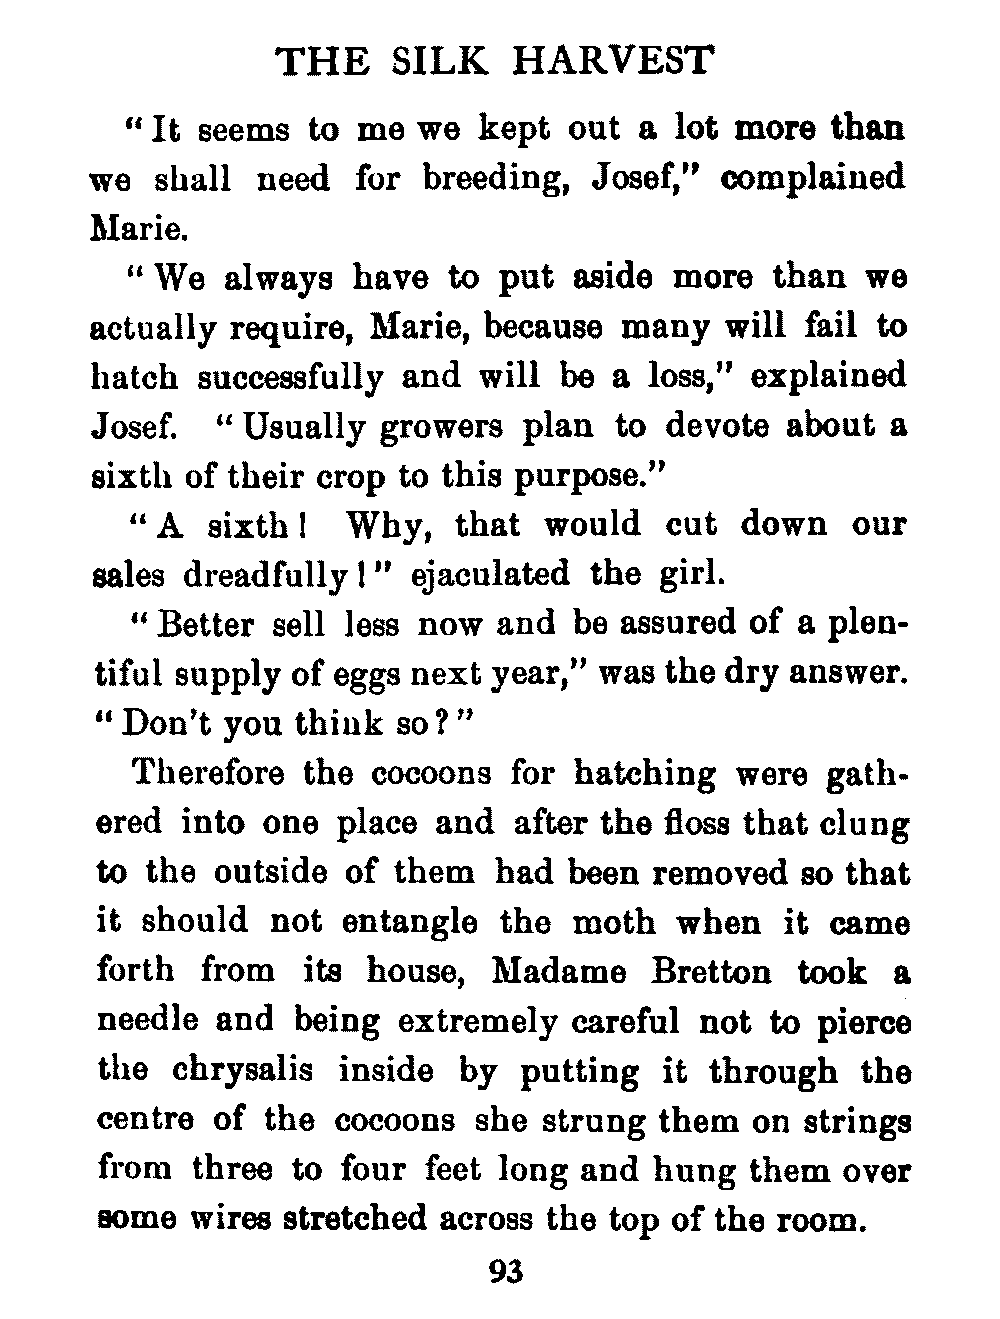 THE SILK HARVEST
“It seems to me we kept out a lot more than
we shall need for breeding, Josef,” complained
Marie.
“We always have to put aside more than we
actually require, Marie, because many will fail to
hatch successfully and will be a loss,” explained
Josef. “Usually growers plan to devote about a
sixth of their crop to this purpose.”
“A sixth! Why, that would cut down our
sales dreadfully!” ejaculated the girl.
“Better sell less now and be assured of a plen-
tiful supply of eggs next year,” was the dry answer.
“Don't you think so?”
Therefore the cocoons for hatching were gath-
ered into one place and after the floss that clung
to the outside of them had been removed so that
it should not entangle the moth when it came
forth from its house, Madame Bretton took a
needle and being extremely careful not to pierce
the chrysalis inside by putting it through the
centre of the cocoons she strung them on strings
from three to four feet long and hung them over
some wires stretched across the top of the room.
93